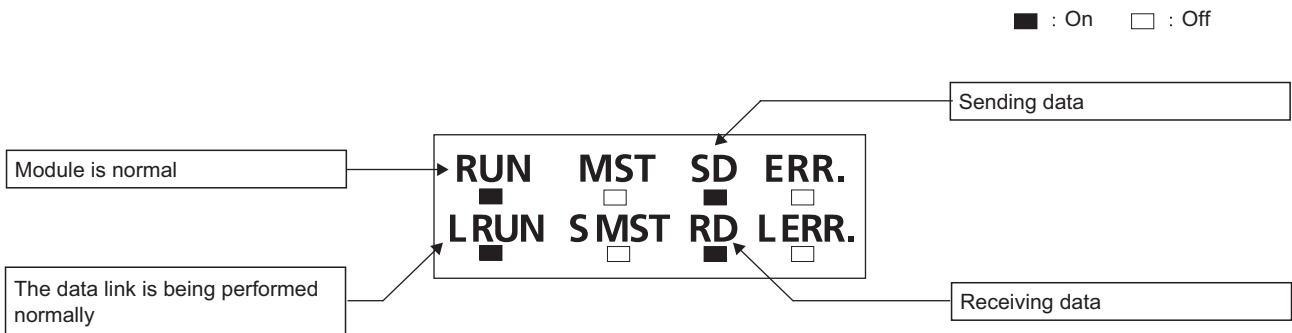 : On : Off
Sending data
Module is normal
RUN MST SD ERR.
L RUN S MST RD L ERR.
The data link is being performed
normally
Receiving data